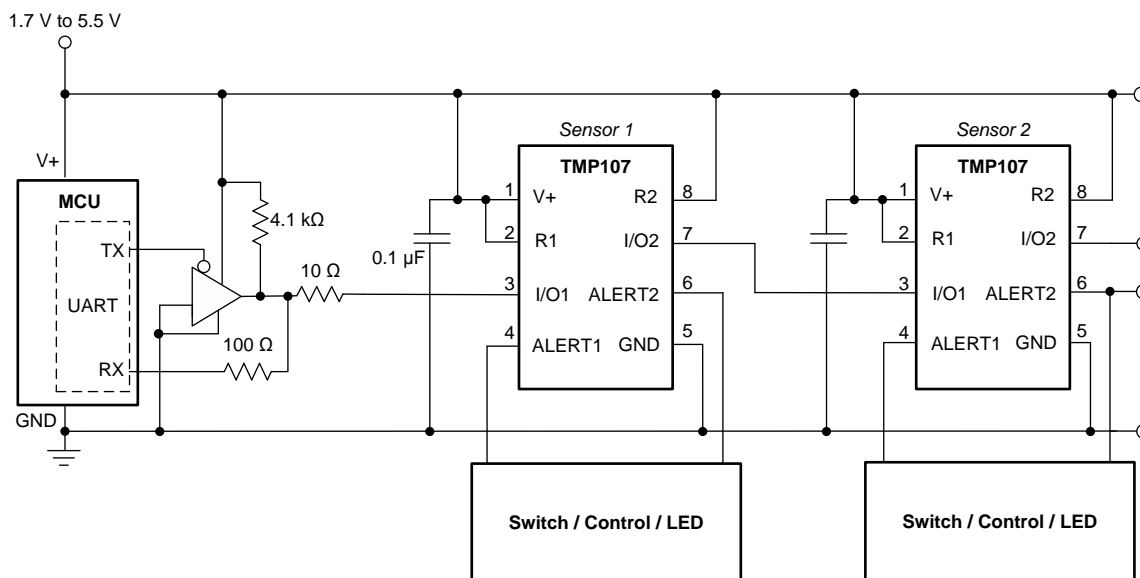 1.7 V to 5.5 V
V+
MCU
TX
UART
RX
GND
4.1 kΩ
10 Ω
100 Ω
0.1 µF
Sensor 1
TMP107
1
V+
R2
8
2
R1
I/O2
7
3
I/O1
ALERT2
6
4
ALERT1
GND
5
Switch / Control / LED
Sensor 2
TMP107
1
V+
R2
8
2
R1
I/O2
7
3
I/O1
ALERT2
6
4
ALERT1
GND
5
Switch / Control / LED